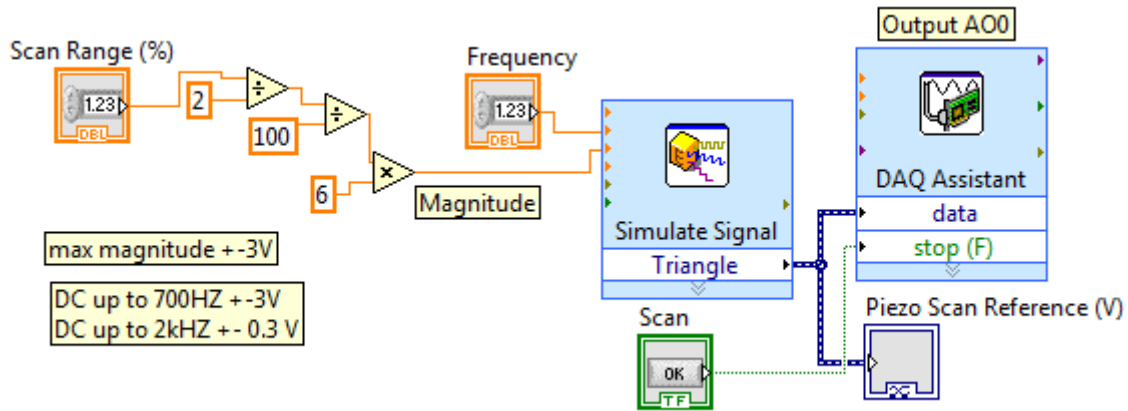 Output AO0
Scan Range (%)
Frequency
1.23
DBL
2
÷
÷
100
×
6
Magnitude
1.23
DBL
Simulate Signal
Triangle
DAQ Assistant
data
stop (F)
max magnitude +-3V
DC up to 700HZ +-3V
DC up to 2kHZ +- 0.3 V
Scan
OK
TF
Piezo Scan Reference (V)